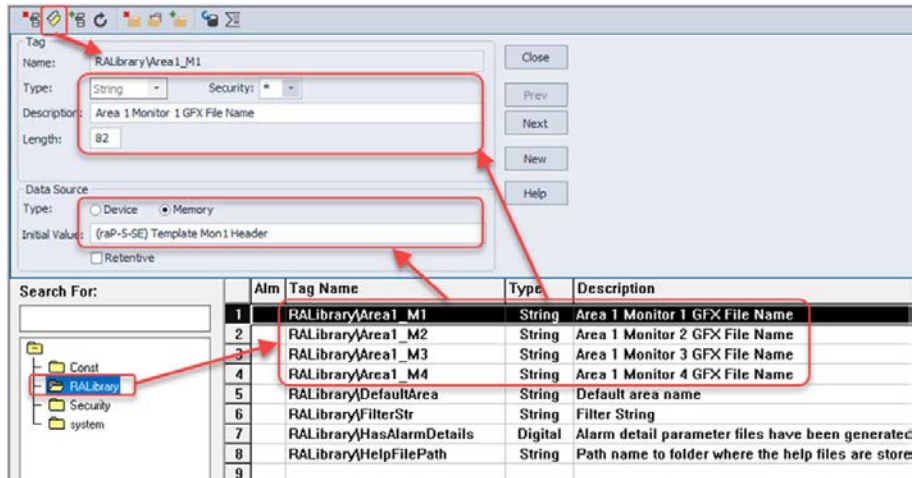 Tag
Name: RALibrary\Area1_M1
Close
Type: String Security: *
Prev
Description: Area 1 Monitor 1 GFX File Name
Next
Length: 82
New
Data Source
Help
Type: Device Memory
Initial Value: (raP-5-SE) Template Mon1 Header
Retentive
Search For:
Const
RALibrary
Security
system
Alm Tag Name Type Description
1 RALibrary\Area1_M1 String Area 1 Monitor 1 GFX File Name
2 RALibrary\Area1_M2 String Area 1 Monitor 2 GFX File Name
3 RALibrary\Area1_M3 String Area 1 Monitor 3 GFX File Name
4 RALibrary\Area1_M4 String Area 1 Monitor 4 GFX File Name
5 RALibrary\DefaultArea String Default area name
6 RALibrary\FilterStr String Filter String
7 RALibrary\HasAlarmDetails Digital Alarm detail parameter files have been generated
8 RALibrary\HelpFilePath String Path name to folder where the help files are store
9